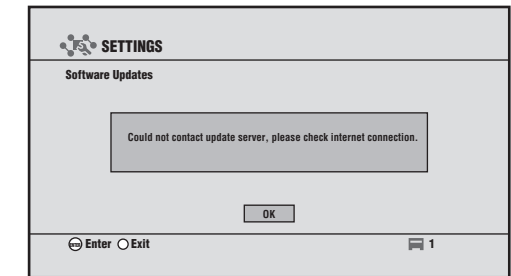 SETTINGS
Software Updates
Could not contact update server, please check internet connection.
OK
Enter Exit 1